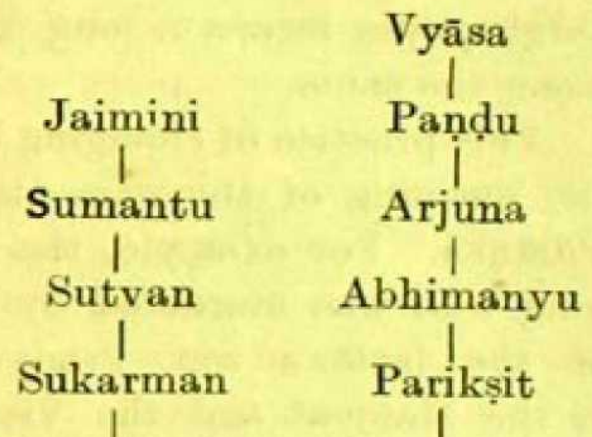 Vyāsa
Jaimini Paṇḍu
Sumantu Arjuna
Sutvan Abhimanyu
Sukarman Parikṣit